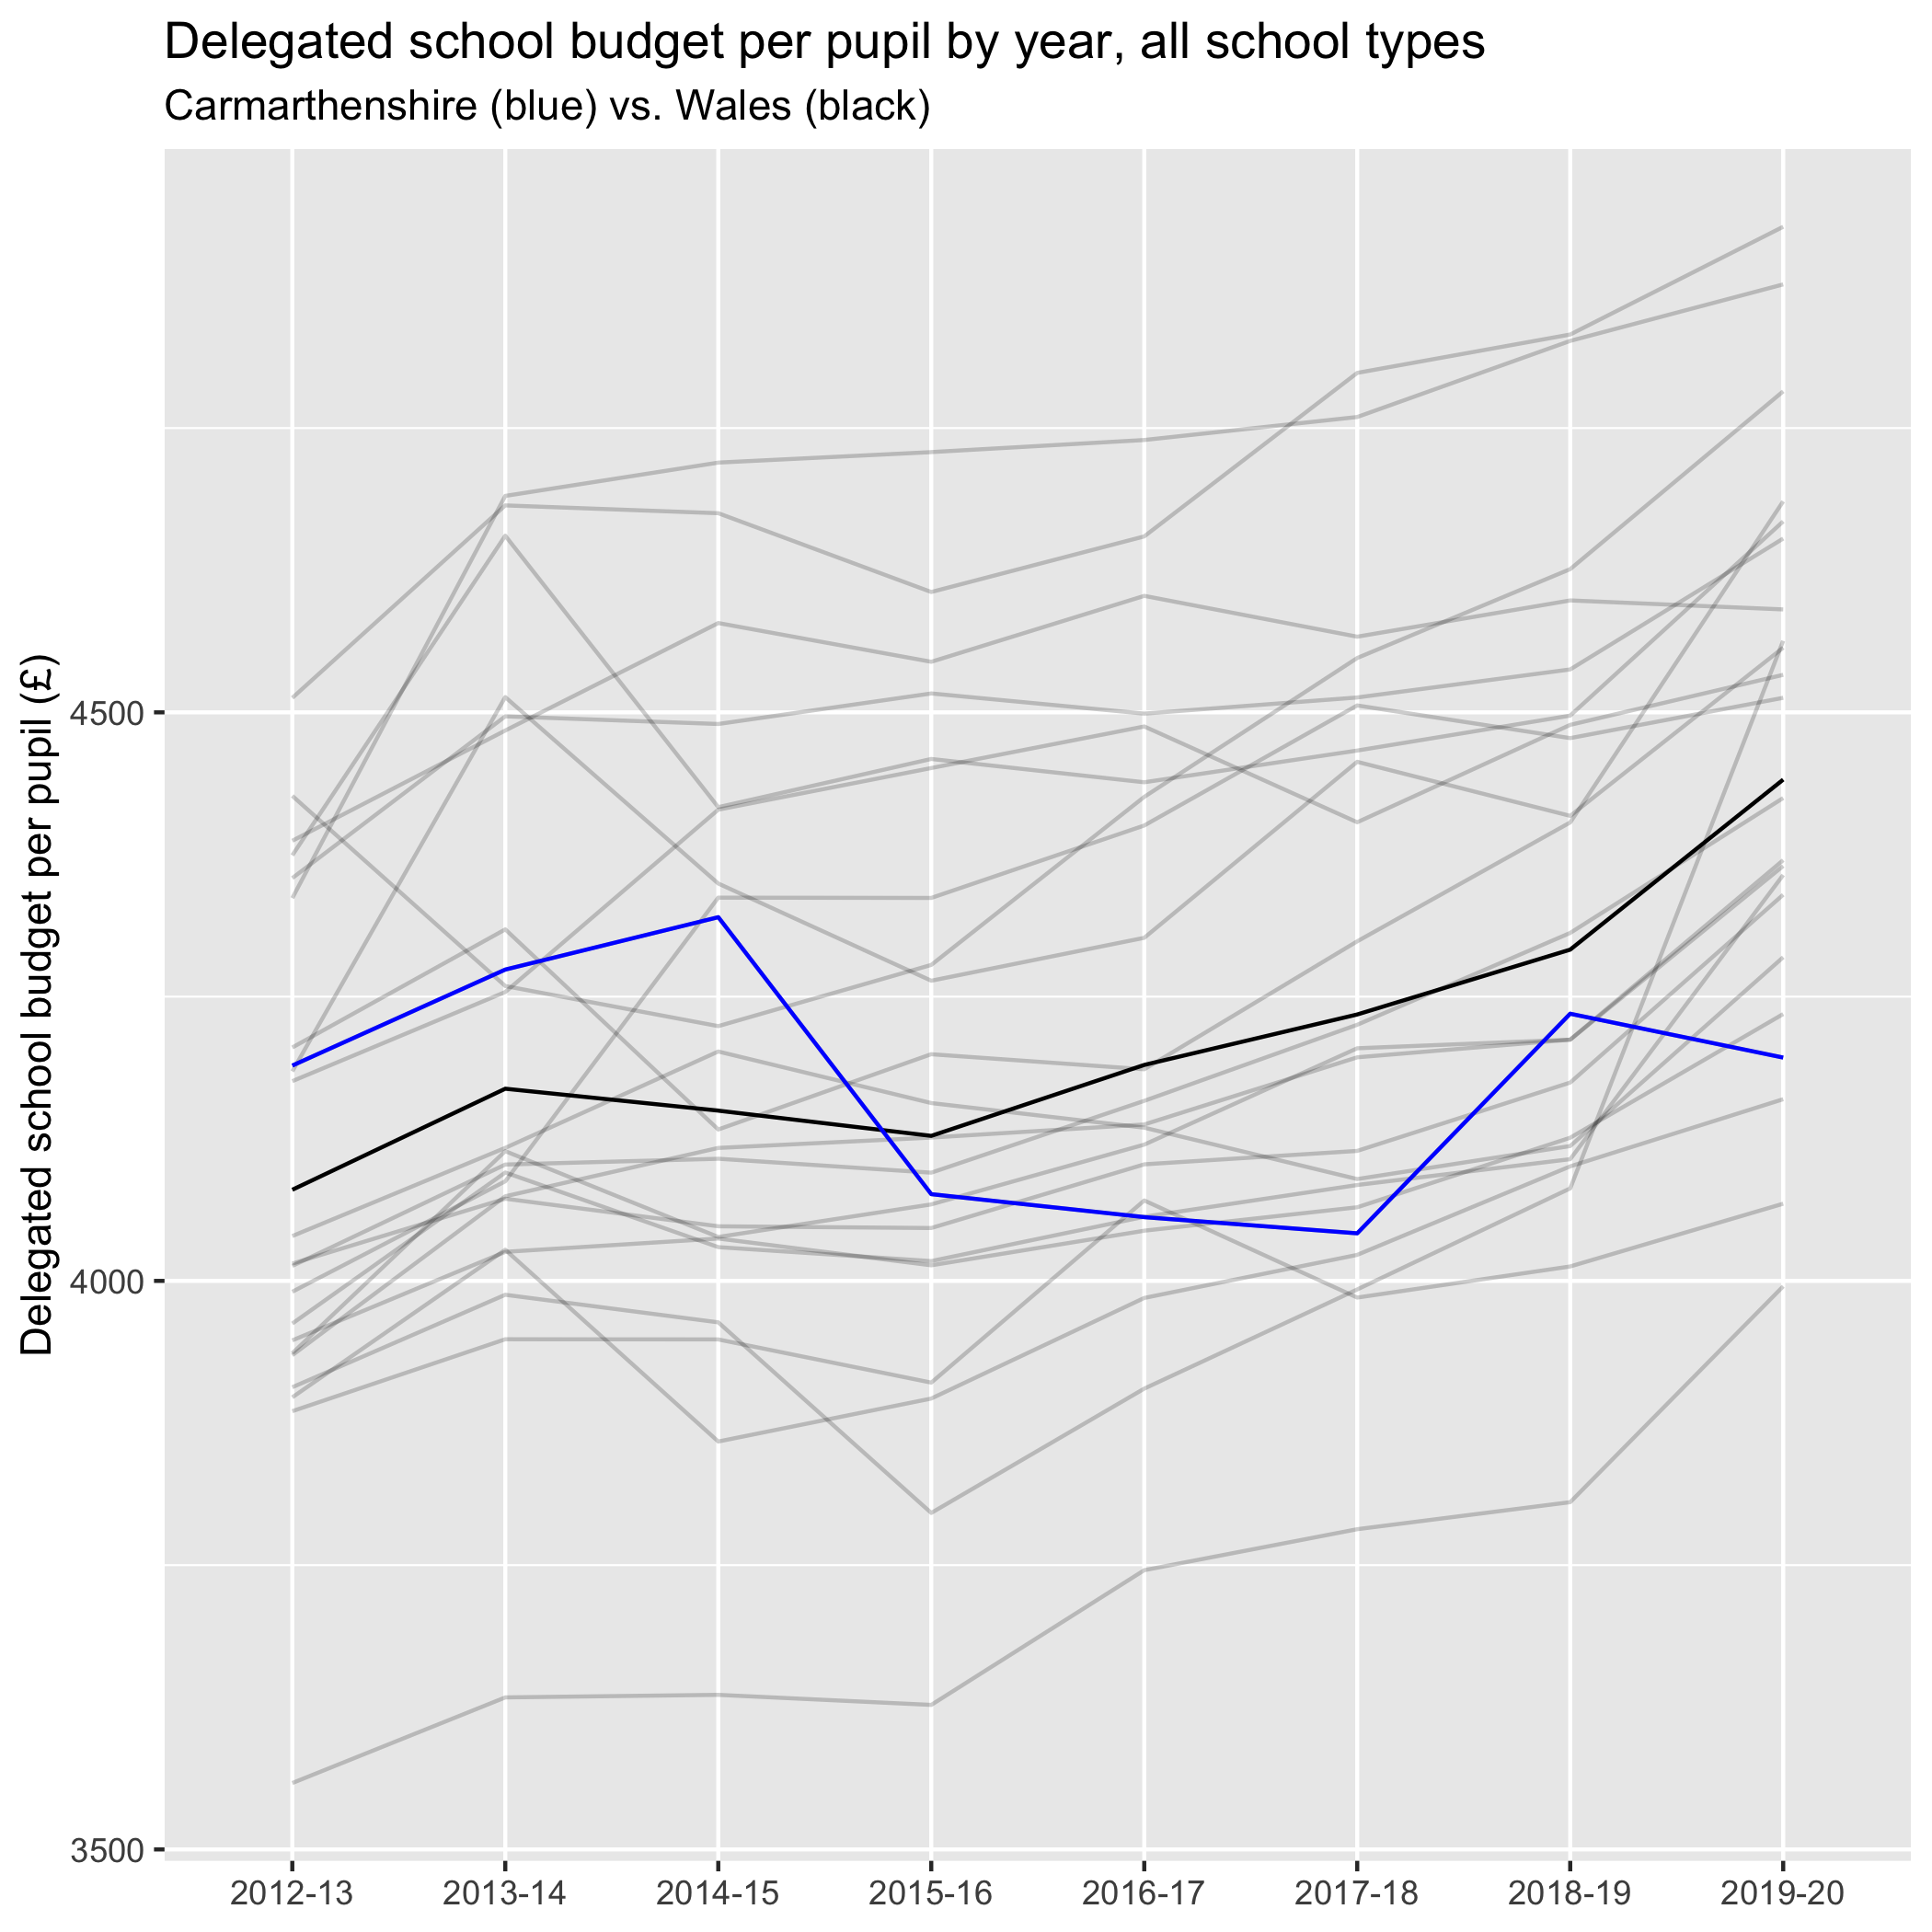 Delegated school budget per pupil by year, all school types
Carmarthenshire (blue) vs. Wales (black)
Delegated school budget per pupil (£)
4500
4000
3500
2012-13 2013-14 2014-15 2015-16 2016-17 2017-18 2018-19 2019-20